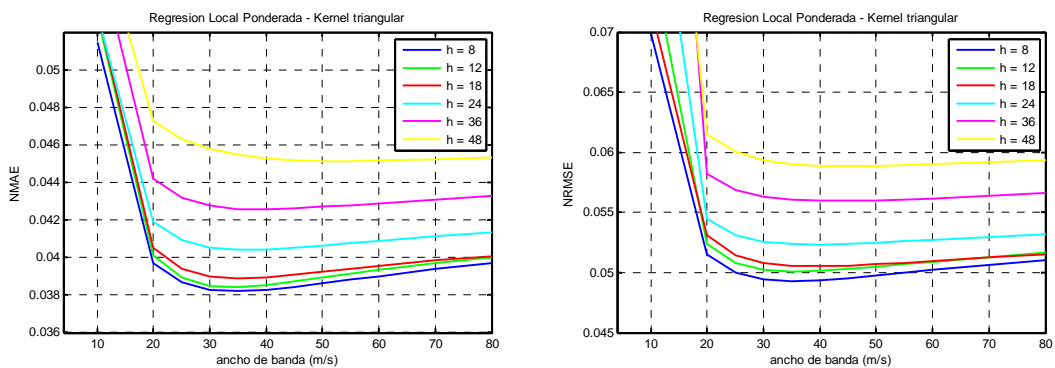 Regresion Local Ponderada - Kernel triangular
NMAE
0.05
0.048
0.046
0.044
0.042
0.04
0.038
0.036
10 20 30 40 50 60 70 80
ancho de banda (m/s)
h = 8
h = 12
h = 18
h = 24
h = 36
h = 48
Regresion Local Ponderada - Kernel triangular
NRMSE
0.07
0.065
0.06
0.055
0.05
0.045
10 20 30 40 50 60 70 80
ancho de banda (m/s)
h = 8
h = 12
h = 18
h = 24
h = 36
h = 48